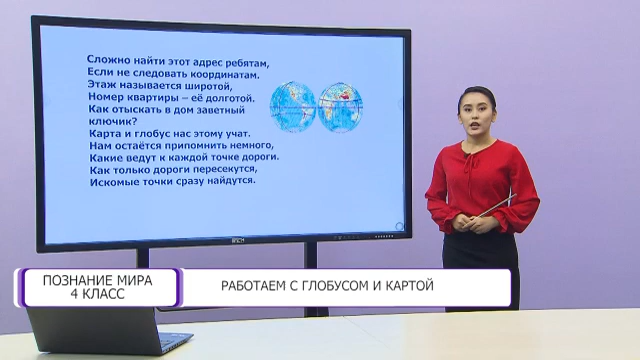 Сложно найти этот адрес ребятам,
Если не следовать координатам.
Этаж называется широтой,
Номер квартиры – её долготой.
Как отыскать в дом заветный
ключик?
Карта и глобус нас этому учат.
Нам остаётся припомнить немного,
Какие ведут к каждой точке дороги.
Как только дороги пересекутся,
Искомые точки сразу найдутся.
ПОЗНАНИЕ МИРА
4 КЛАСС
РАБОТАЕМ С ГЛОБУСОМ И КАРТОЙ